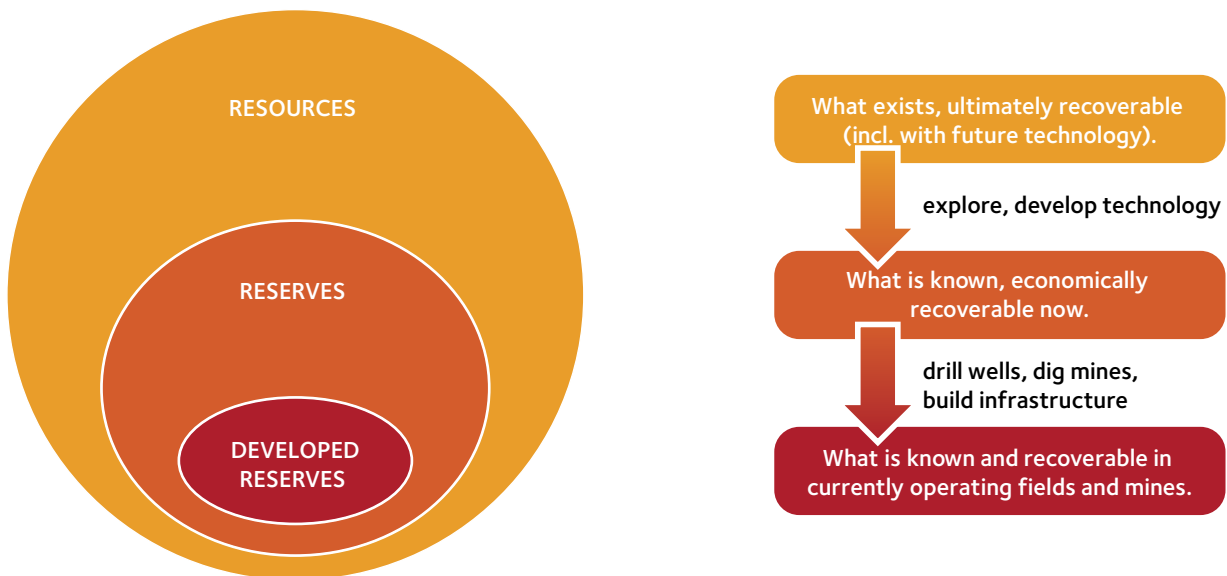 RESOURCES
RESERVES
DEVELOPED
RESERVES
What exists, ultimately recoverable
(incl. with future technology).
explore, develop technology
What is known, economically
recoverable now.
drill wells, dig mines,
build infrastructure
What is known and recoverable in
currently operating fields and mines.